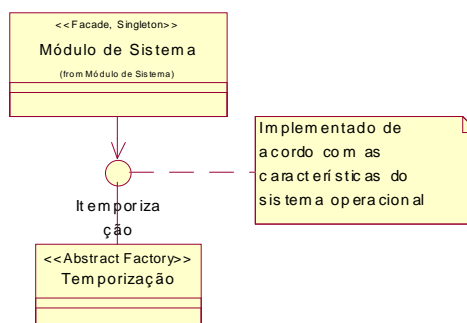 <<Facade, Singleton>>
Módulo de Sistema
(from Módulo de Sistema)
Implementado de
acordo com as
características do
sistema operacional
Itemporiza
ção
<<Abstract Factory>>
Temporização